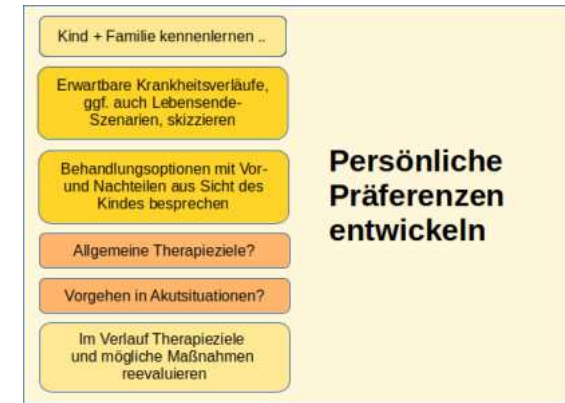 Kind + Familie kennenlernen ..
Erwartbare Krankheitsverläufe,
ggf. auch Lebensende-
Szenarien, skizzieren
Behandlungsoptionen mit Vor-
und Nachteilen aus Sicht des
Kindes besprechen
Allgemeine Therapieziele?
Vorgehen in Akutsituationen?
Im Verlauf Therapieziele
und mögliche Maßnahmen
reevaluieren
Persönliche
Präferenzen
entwickeln